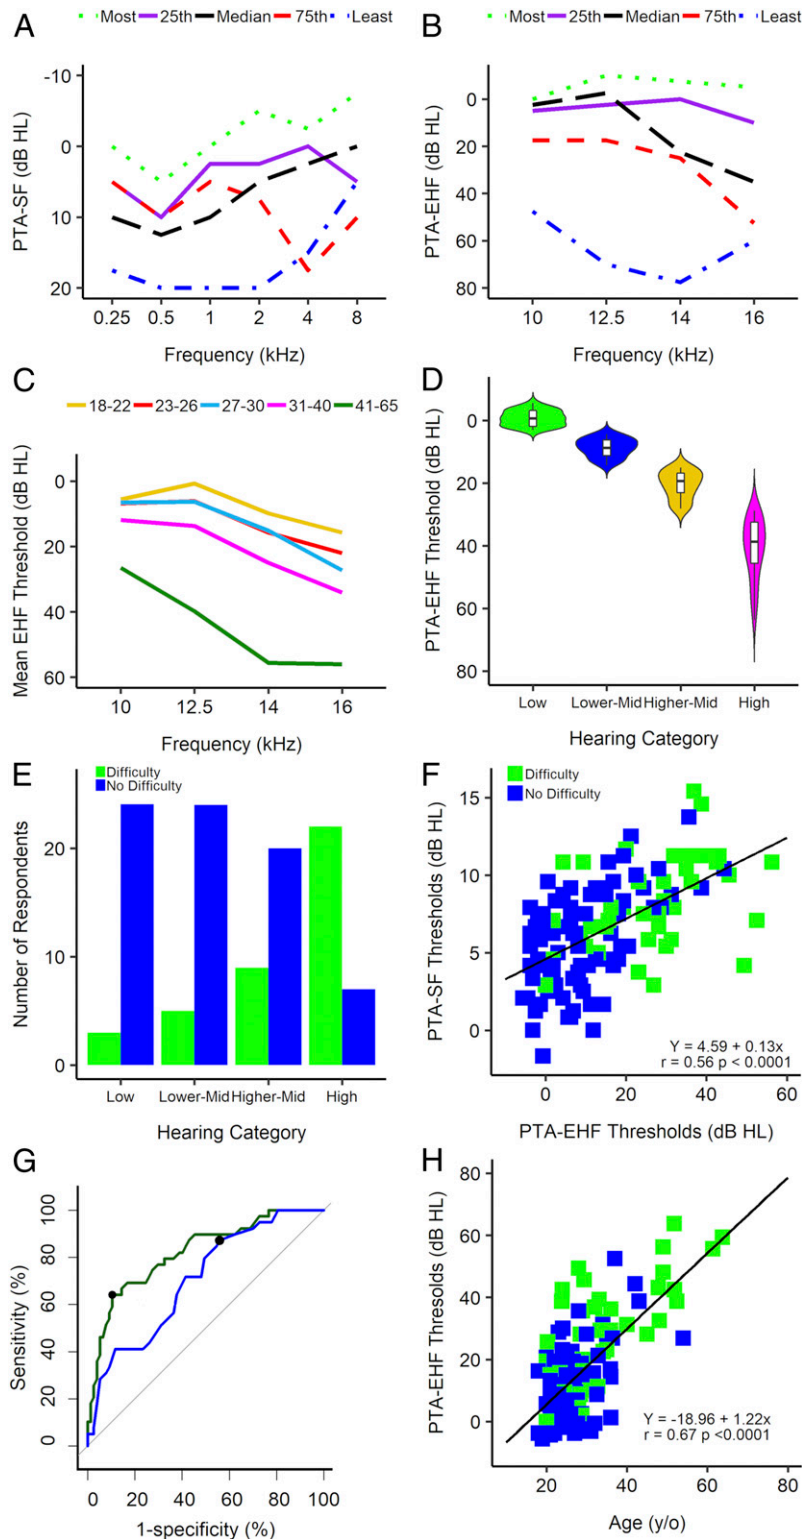 A
Most 25th Median 75th Least
PTA-SF (dB HL)
-10
0
10
20
0.25 0.5 1 2 4 8
Frequency (kHz)
B
Most 25th Median 75th Least
PTA-EHF (dB HL)
0
20
40
60
80
10 12.5 14 16
Frequency (kHz)
C
18-22 23-26 27-30 31-40 41-65
Mean EHF Threshold (dB HL)
0
20
40
60
10 12.5 14 16
Frequency (kHz)
D
PTA-EHF Threshold (dB HL)
0
20
40
60
80
Low Lower-Mid Higher-Mid High
Hearing Category
E
Difficulty
No Difficulty
Number of Respondents
20
10
0
Low Lower-Mid Higher-Mid High
Hearing Category
F
Difficulty
No Difficulty
PTA-SF Thresholds (dB HL)
15
10
5
0
Y = 4.59 + 0.13x
r = 0.56 p < 0.0001
0 20 40 60
PTA-EHF Thresholds (dB HL)
G
Sensitivity (%)
100
80
60
40
20
0
0 20 40 60 80 100
1-specificity (%)
H
PTA-EHF Thresolds (dB HL)
80
60
40
20
0
Y = -18.96 + 1.22x
r = 0.67 p <0.0001
20 40 60 80
Age (y/o)